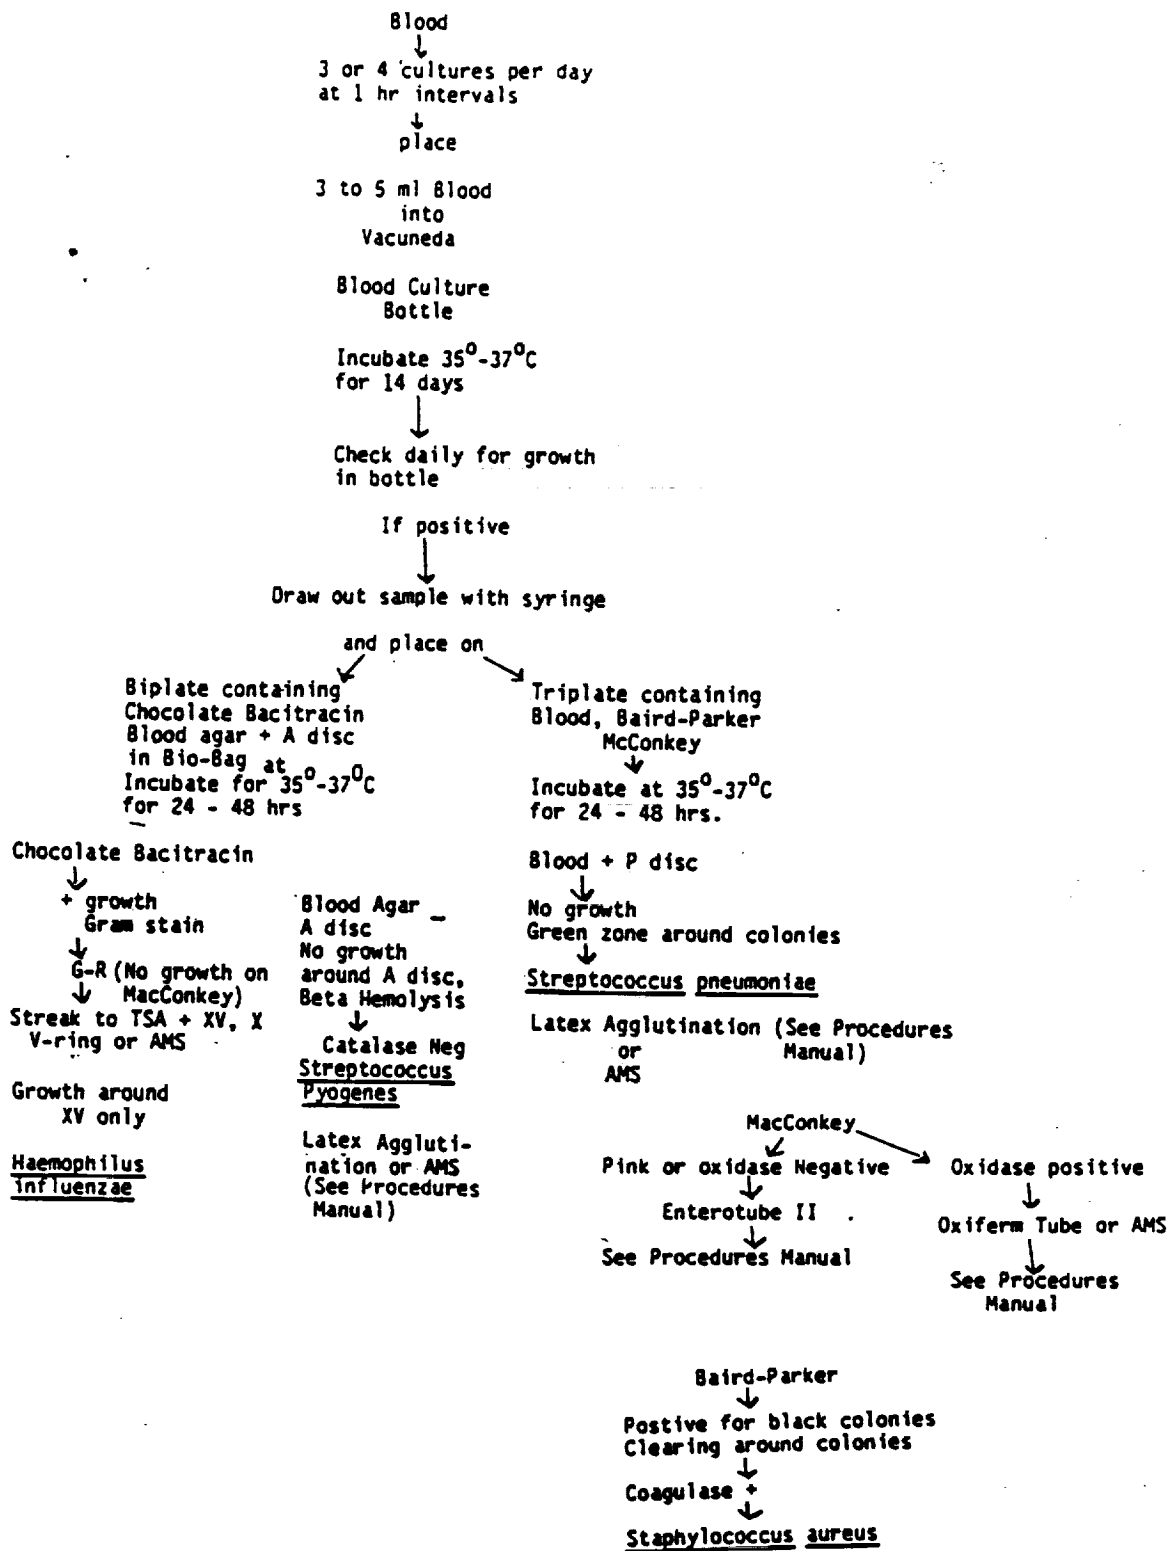 Blood
3 or 4 cultures per day
at 1 hr intervals
place
3 to 5 ml Blood
into
Vacuneda
Blood Culture
Bottle
Incubate 35°-37°C
for 14 days
Check daily for growth
in bottle
If positive
Draw out sample with syringe
and place on
Biplate containing
Chocolate Bacitracin
Blood agar + A disc
in Bio-Bag at
Incubate for 35°-37°C
for 24 - 48 hrs
Triplate containing
Blood, Baird-Parker
McConkey
Incubate at 35°-37°C
for 24 - 48 hrs.
Chocolate Bacitracin
+ growth
Gram stain
G-R (No growth on
MacConkey)
Streak to TSA + XV, X
V-ring or AMS
Growth around
XV only
Haemophilus
influenzae
Blood Agar
A disc
No growth
around A disc,
Beta Hemolysis
Catalase Neg
Streptococcus
Pyogenes
Latex Aggluti-
nation or AMS
(See Procedures
Manual)
Blood + P disc
No growth
Green zone around colonies
Streptococcus pneumoniae
Latex Agglutination (See Procedures
or Manual)
AMS
MacConkey
Pink or oxidase Negative
Enterotube II .
See Procedures Manual
Oxidase positive
Oxiferm Tube or AMS
See Procedures
Manual
Baird-Parker
Postive for black colonies
Clearing around colonies
Coagulase +
Staphylococcus aureus